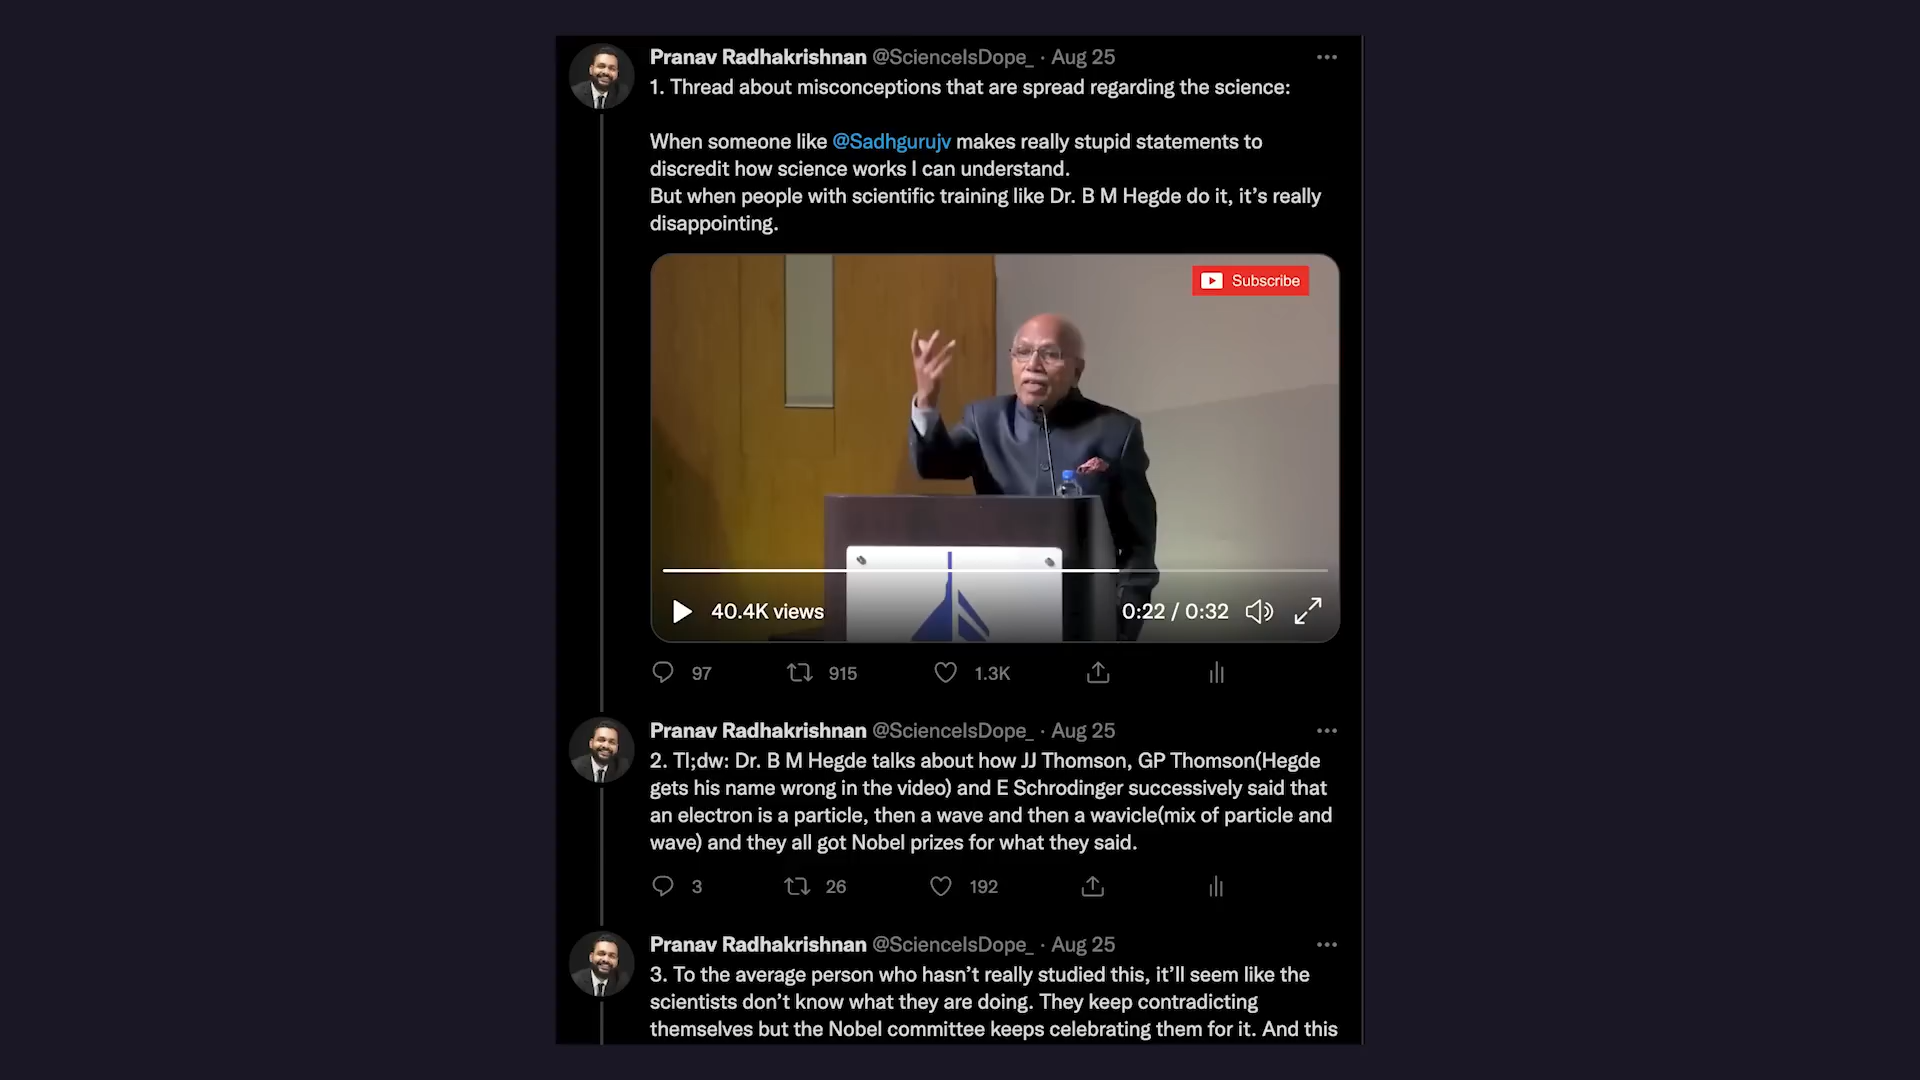 Pranav Radhakrishnan @ScienceIsDope_ · Aug 25
1. Thread about misconceptions that are spread regarding the science:
When someone like @Sadhgurujv makes really stupid statements to
discredit how science works I can understand.
But when people with scientific training like Dr. B M Hegde do it, it's really
disappointing.
Subscribe
40.4K views
0:22 / 0:32
97 915 1.3K
Pranav Radhakrishnan @ScienceIsDope_ · Aug 25
2. Tl;dw: Dr. B M Hegde talks about how JJ Thomson, GP Thomson(Hegde
gets his name wrong in the video) and E Schrodinger successively said that
an electron is a particle, then a wave and then a wavicle(mix of particle and
wave) and they all got Nobel prizes for what they said.
3 26 192
Pranav Radhakrishnan @ScienceIsDope_ · Aug 25
3. To the average person who hasn't really studied this, it'll seem like the
scientists don't know what they are doing. They keep contradicting
themselves but the Nobel committee keeps celebrating them for it. And this